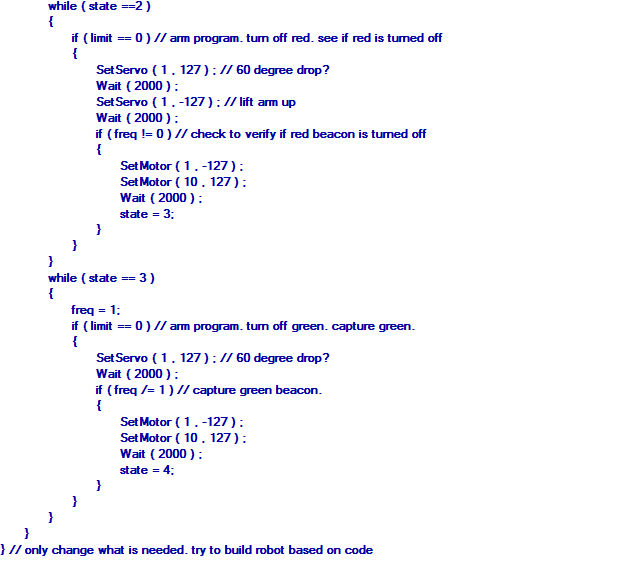 while ( state ==2 )
{
if ( limit == 0 ) // arm program. turn off red. see if red is turned off
{
SetServo ( 1 , 127 ) ; // 60 degree drop?
Wait ( 2000 ) ;
SetServo ( 1 , -127 ) ; // lift arm up
Wait ( 2000 ) ;
if ( freq != 0 ) // check to verify if red beacon is turned off
{
SetMotor ( 1 , -127 ) ;
SetMotor ( 10 , 127 ) ;
Wait ( 2000 ) ;
state = 3;
}
}
}
while ( state == 3 )
{
freq = 1;
if ( limit == 0 ) // arm program. turn off green. capture green.
{
SetServo ( 1 , 127 ) ; // 60 degree drop?
Wait ( 2000 ) ;
if ( freq /= 1 ) // capture green beacon.
{
SetMotor ( 1 , -127 ) ;
SetMotor ( 10 , 127 ) ;
Wait ( 2000 ) ;
state = 4;
}
}
}
}
} // only change what is needed. try to build robot based on code